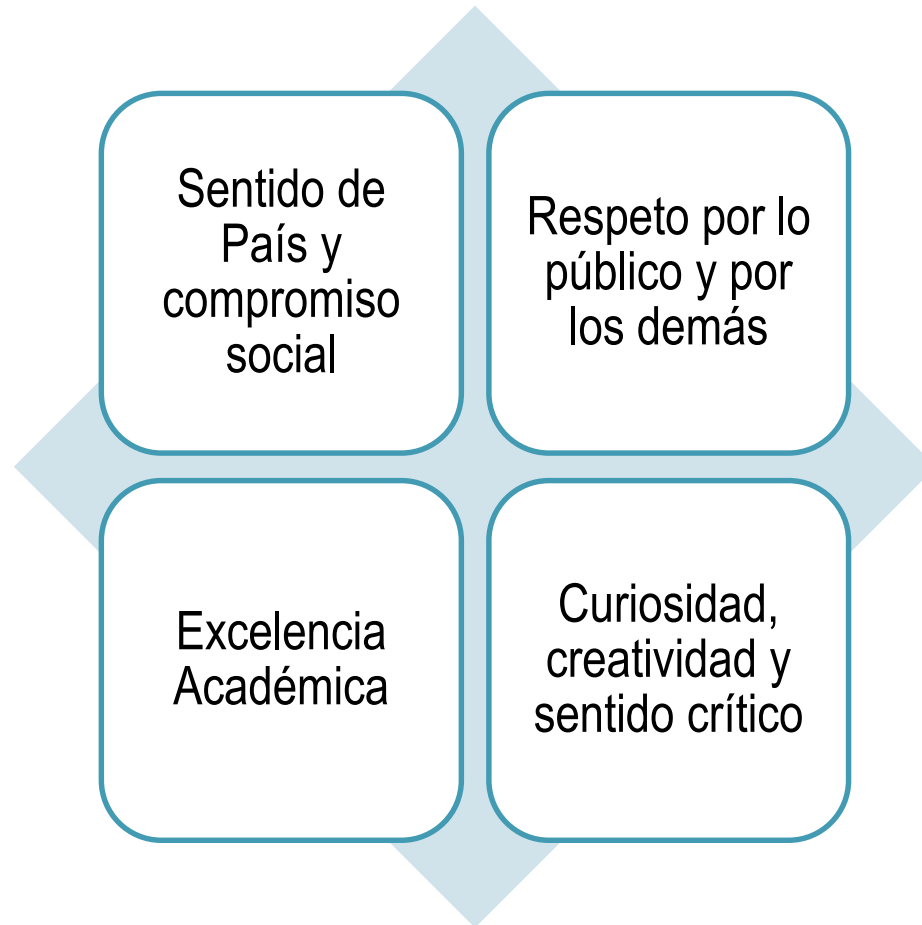 Sentido de
País y
compromiso
social
Respeto por lo
público y por
los demás
Excelencia
Académica
Curiosidad,
creatividad y
sentido crítico